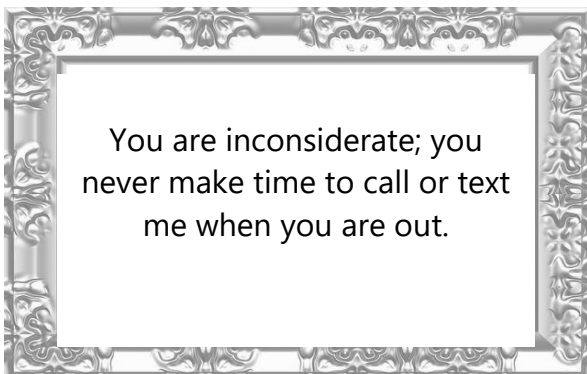 You are inconsiderate; you
never make time to call or text
me when you are out.